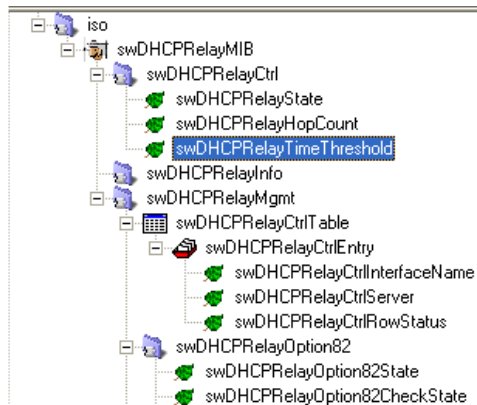 iso
swDHCPRelayMIB
swDHCPRelayCtrl
swDHCPRelayState
swDHCPRelayHopCount
swDHCPRelayTimeThreshold
swDHCPRelayInfo
swDHCPRelayMgmt
swDHCPRelayCtrlTable
swDHCPRelayCtrlEntry
swDHCPRelayCtrlInterfaceName
swDHCPRelayCtrlServer
swDHCPRelayCtrlRowStatus
swDHCPRelayOption82
swDHCPRelayOption82State
swDHCPRelayOption82CheckState